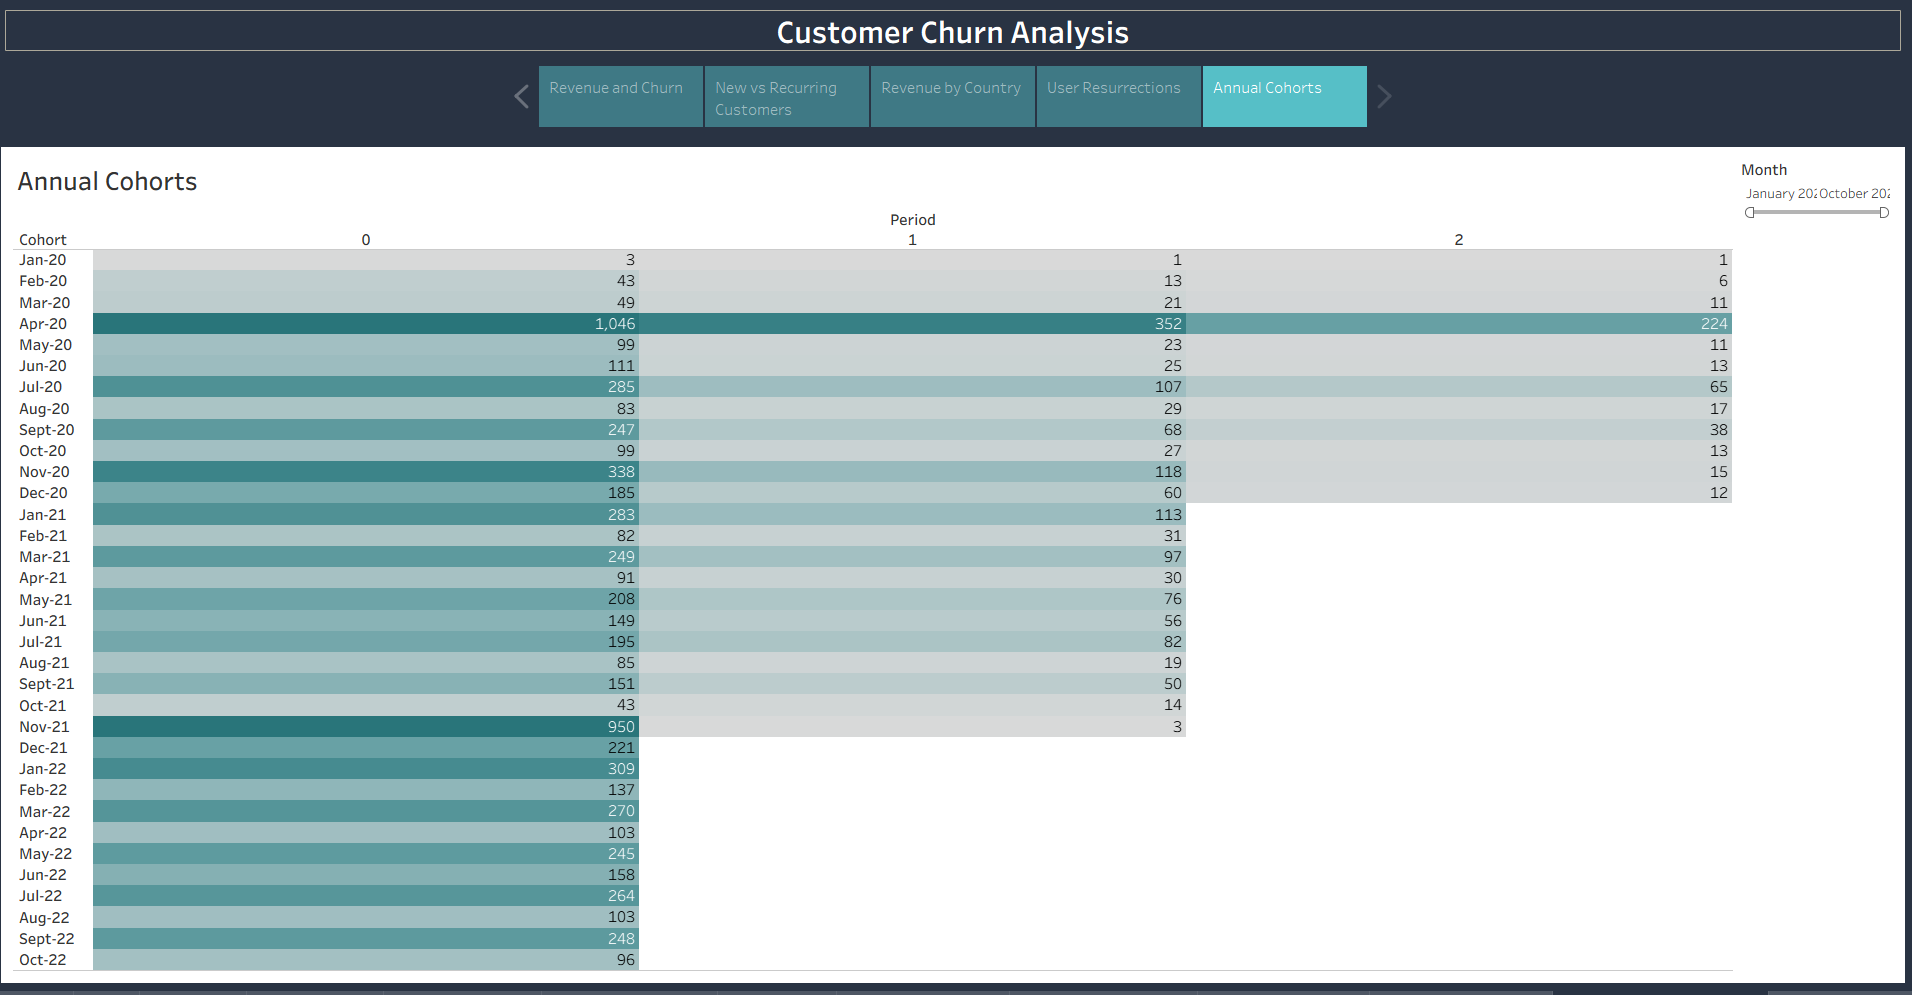 Customer Churn Analysis
Revenue and Churn
New vs Recurring
Customers
Revenue by Country
User Resurrections
Annual Cohorts
Annual Cohorts
Month
January 202 October 202
Period
Cohort 0 1 2
Jan-20 3 1 1
Feb-20 43 13 6
Mar-20 49 21 11
Apr-20 1,046 352 224
May-20 99 23 11
Jun-20 111 25 13
Jul-20 285 107 65
Aug-20 83 29 17
Sept-20 247 68 38
Oct-20 99 27 13
Nov-20 338 118 15
Dec-20 185 60 12
Jan-21 283 113
Feb-21 82 31
Mar-21 249 97
Apr-21 91 30
May-21 208 76
Jun-21 149 56
Jul-21 195 82
Aug-21 85 19
Sept-21 151 50
Oct-21 43 14
Nov-21 950 3
Dec-21 221
Jan-22 309
Feb-22 137
Mar-22 270
Apr-22 103
May-22 245
Jun-22 158
Jul-22 264
Aug-22 103
Sept-22 248
Oct-22 96